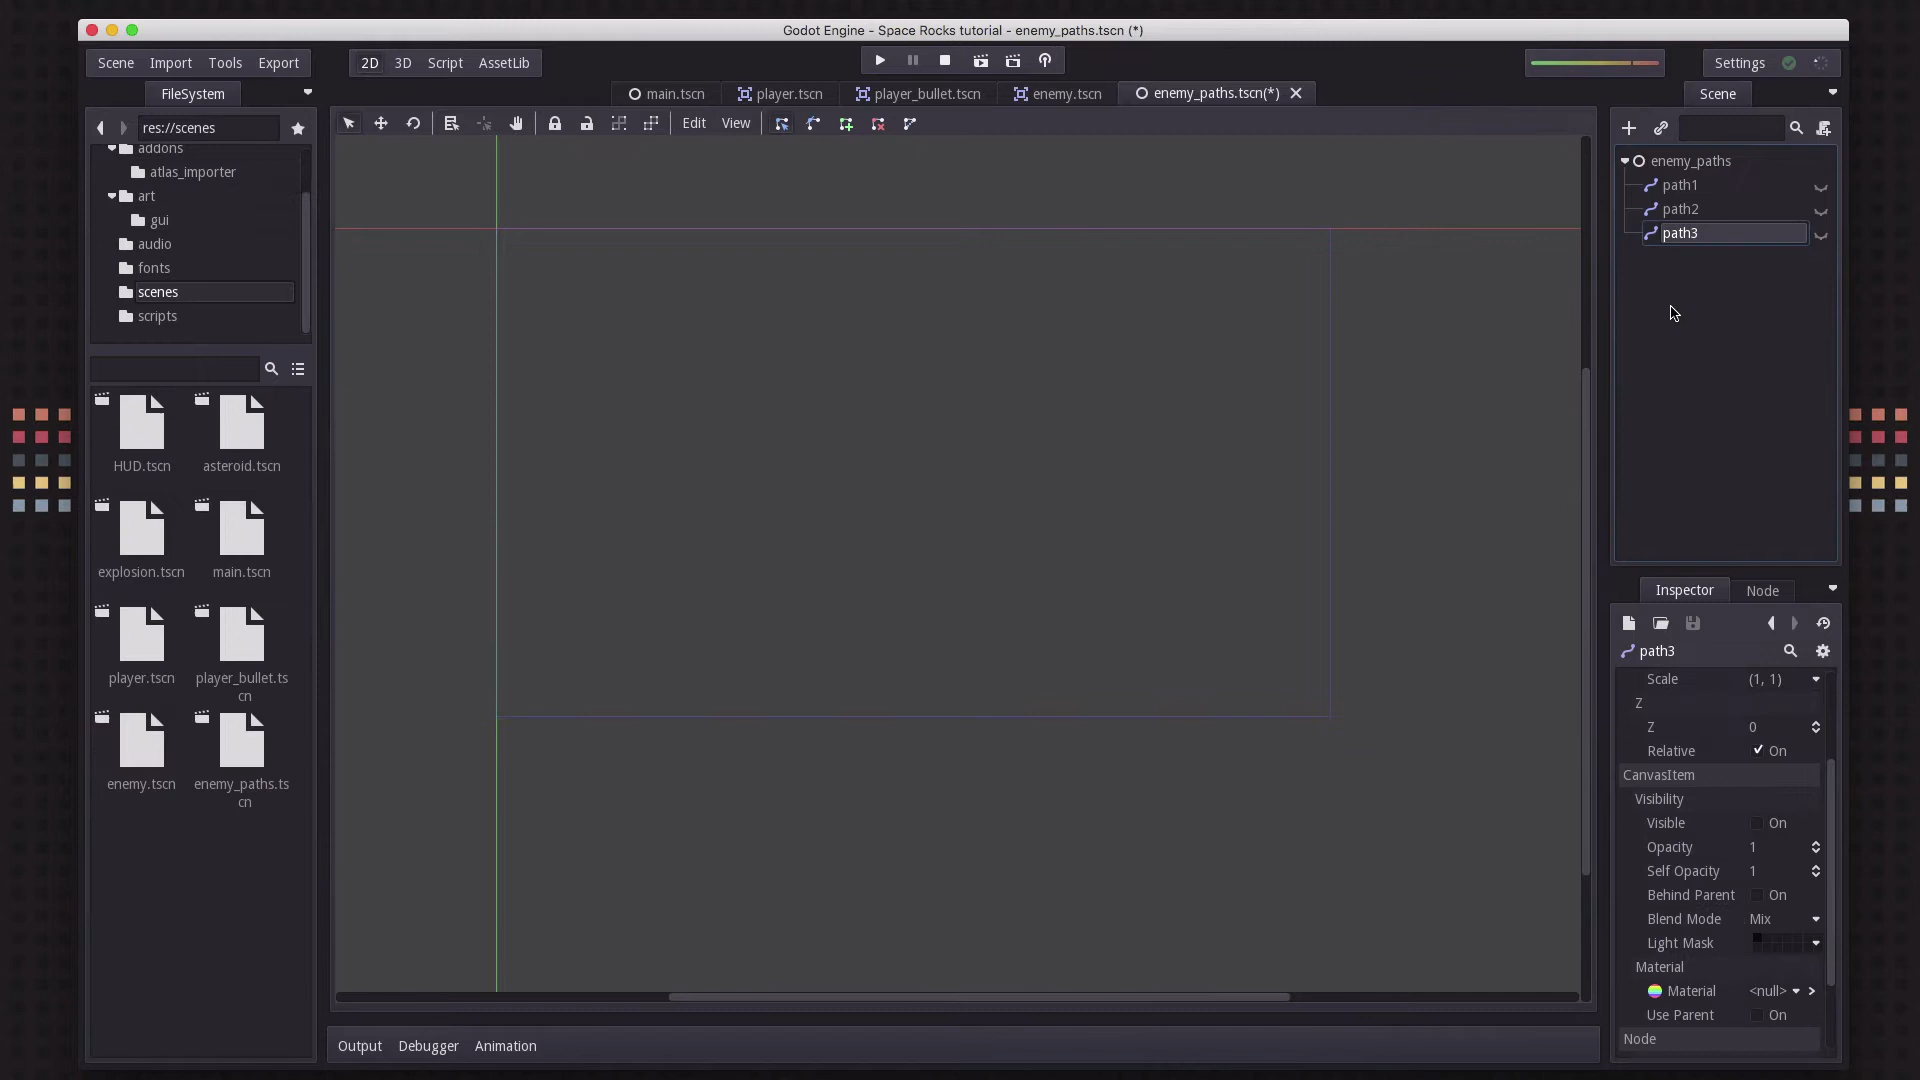 Godot Engine - Space Rocks tutorial - enemy_paths.tscn (*)
Scene Import Tools Export
2D 3D Script AssetLib
Settings
FileSystem
main.tscn player.tscn player_bullet.tscn enemy.tscn enemy_paths.tscn(*)
Scene
res://scenes
Edit View
addons
atlas_importer
art
gui
audio
fonts
scenes
scripts
HUD.tscn asteroid.tscn
explosion.tscn main.tscn
player.tscn player_bullet.ts
cn
enemy.tscn enemy_paths.ts
cn
enemy_paths
path1
path2
path3
Inspector Node
path3
Scale (1, 1)
Z
Z 0
Relative On
CanvasItem
Visibility
Visible On
Opacity 1
Self Opacity 1
Behind Parent On
Blend Mode Mix
Light Mask
Material
Material <null>
Use Parent On
Node
Output Debugger Animation